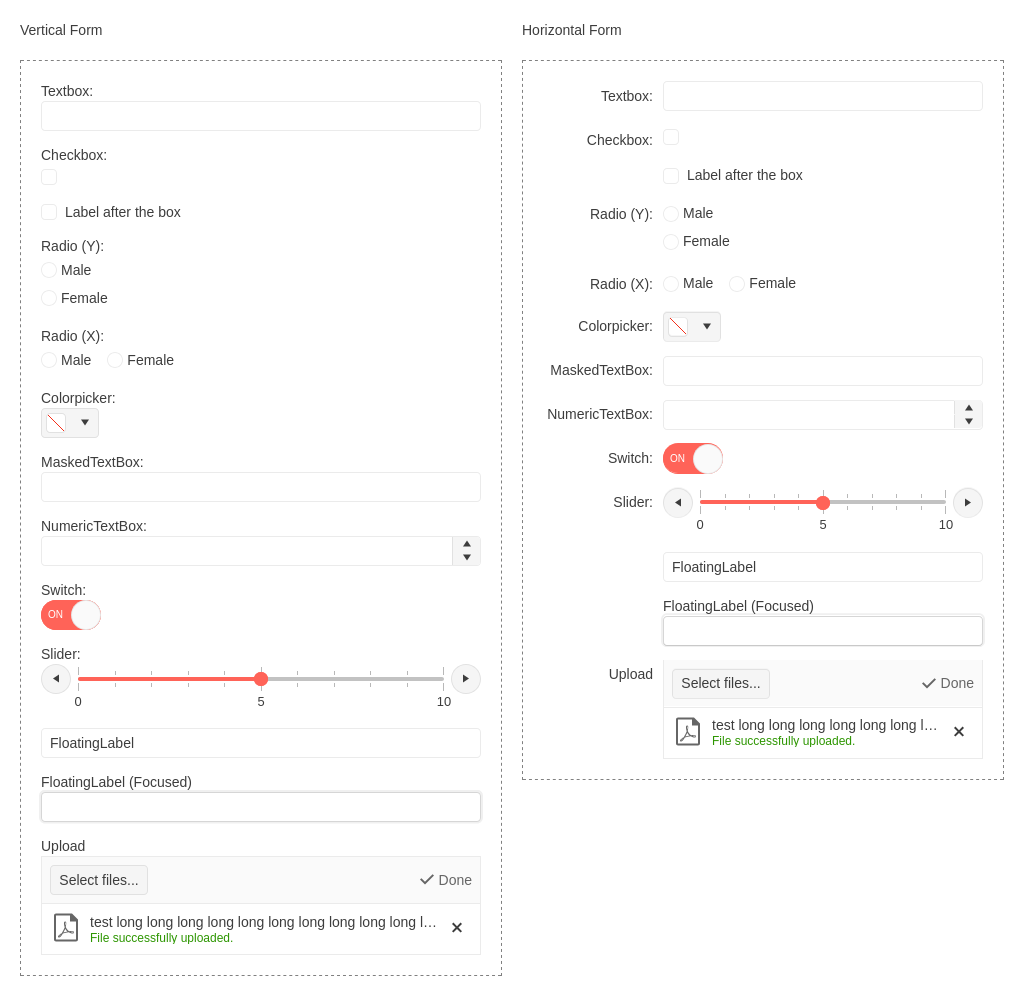 Vertical Form
Textbox:
Checkbox:
Label after the box
Radio (Y):
Male
Female
Radio (X):
Male Female
Colorpicker:
MaskedTextBox:
NumericTextBox:
Switch:
ON
Slider:
0 5 10
FloatingLabel
FloatingLabel (Focused)
Upload
Select files... Done
test long long long long long long long long long long l...
File successfully uploaded.
Horizontal Form
Textbox:
Checkbox:
Label after the box
Radio (Y): Male
Female
Radio (X): Male Female
Colorpicker:
MaskedTextBox:
NumericTextBox:
Switch: ON
Slider:
0 5 10
FloatingLabel
FloatingLabel (Focused)
Upload Select files... Done
test long long long long long long l...
File successfully uploaded.